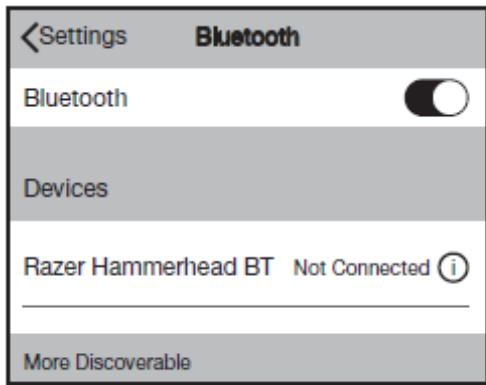 Settings Bluetooth
Bluetooth
Devices
Razer Hammerhead BT Not Connected i
More Discoverable